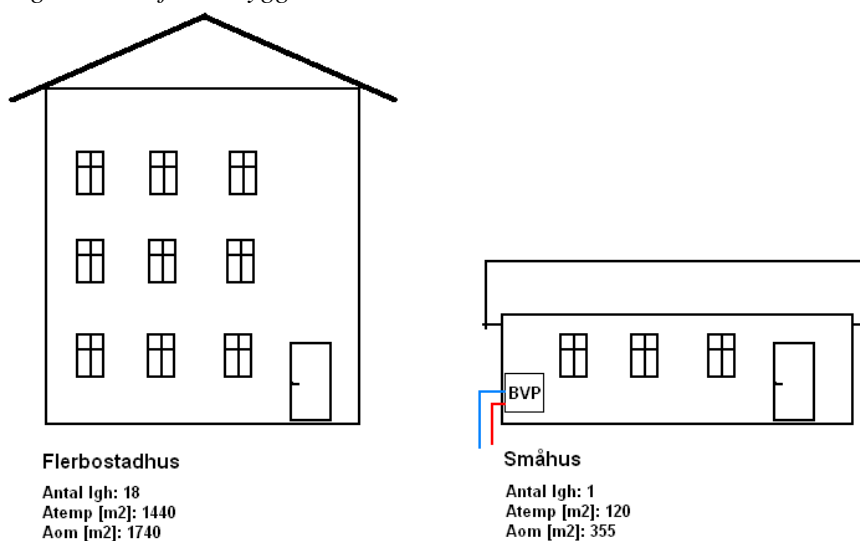 BVP
Flerbostadhus
Antal lgh: 18
Atemp [m2]: 1440
Aom [m2]: 1740
Småhus
Antal lgh: 1
Atemp [m2]: 120
Aom [m2]: 355